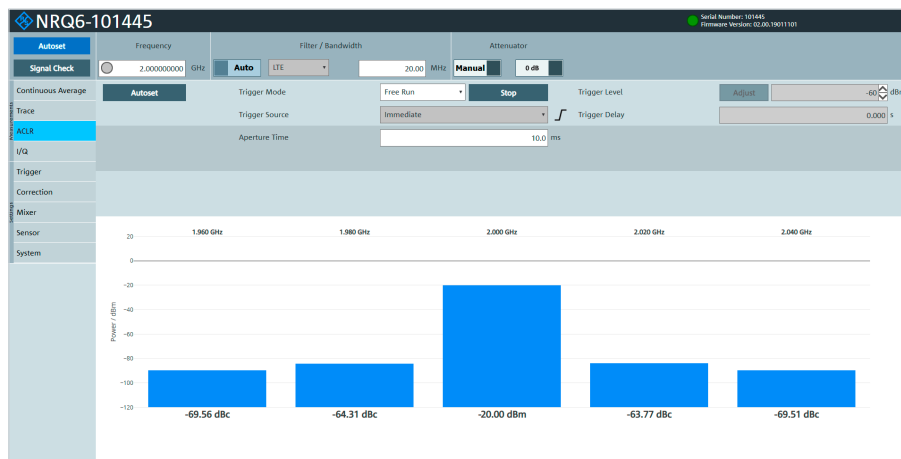 NRQ6-101445
Serial Number: 101445
Firmware Version: 02.00.19011101
Autoset
Signal Check
Frequency
2.000000000 GHz
Filter / Bandwidth
Auto LTE 20.00 MHz
Attenuator
Manual 0 dB
Measurements
Continuous Average
Trace
ACLR
I/Q
Settings
Trigger
Correction
Mixer
Sensor
System
Autoset Trigger Mode Free Run Stop Trigger Level Adjust -60 dBm
Trigger Source Immediate Trigger Delay 0.000 s
Aperture Time 10.0 ms
1.960 GHz 1.980 GHz 2.000 GHz 2.020 GHz 2.040 GHz
Power / dBm
20
0
-20
-40
-60
-80
-100
-120
-69.56 dBc -64.31 dBc -20.00 dBm -63.77 dBc -69.51 dBc